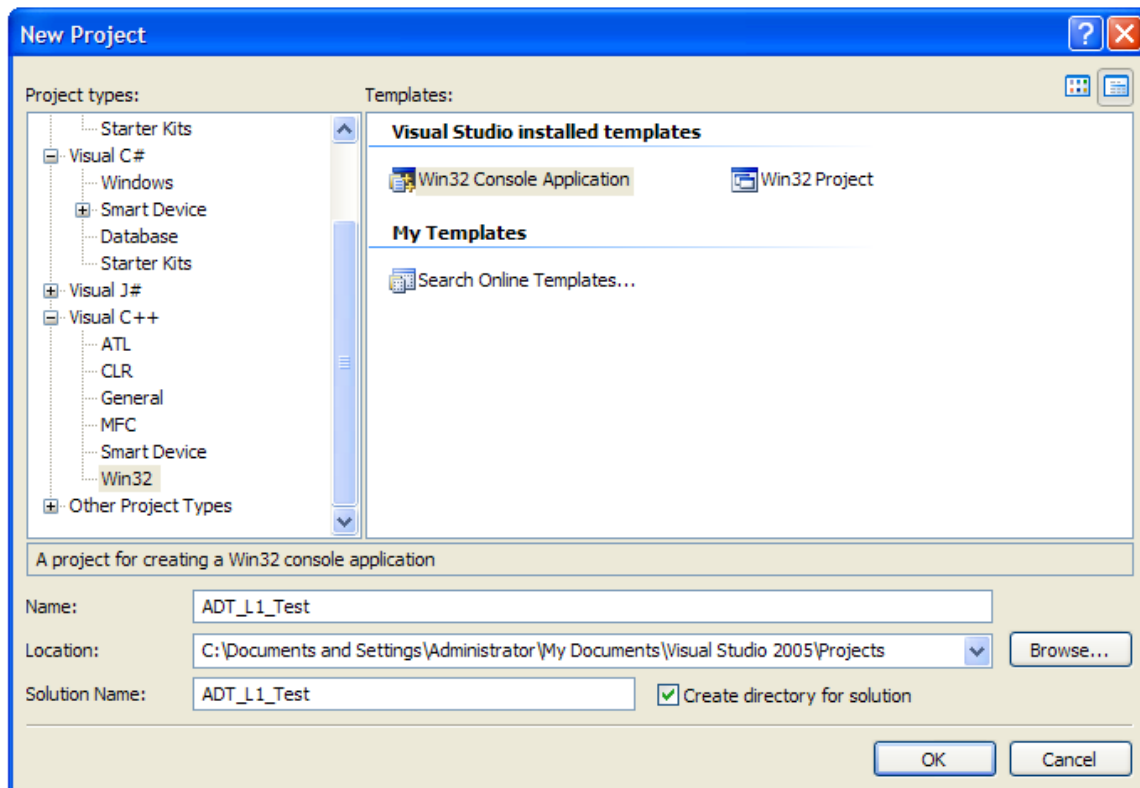 New Project
Project types:
Templates:
Starter Kits
Visual C#
Windows
Smart Device
Database
Starter Kits
Visual J#
Visual C++
ATL
CLR
General
MFC
Smart Device
Win32
Other Project Types
Visual Studio installed templates
Win32 Console Application
Win32 Project
My Templates
Search Online Templates...
A project for creating a Win32 console application
Name:
ADT_L1_Test
Location:
C:\Documents and Settings\Administrator\My Documents\Visual Studio 2005\Projects
Browse...
Solution Name:
ADT_L1_Test
Create directory for solution
OK
Cancel